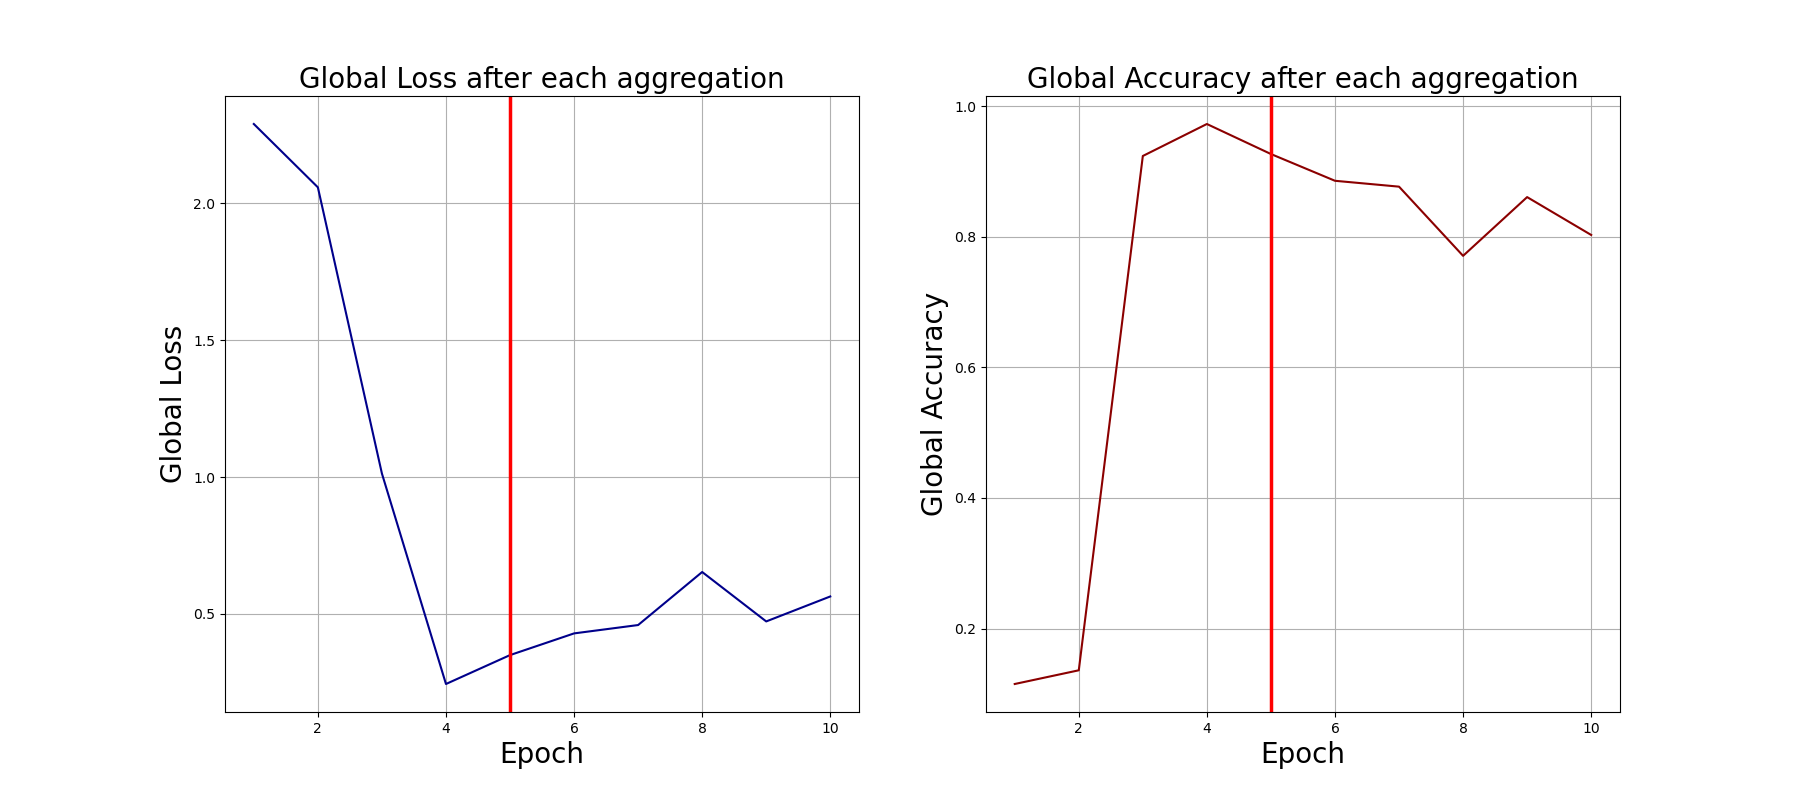 Global Loss after each aggregation
Global Loss
2.0
1.5
1.0
0.5
2 4 6 8 10
Epoch
Global Accuracy after each aggregation
Global Accuracy
1.0
0.8
0.6
0.4
0.2
2 4 6 8 10
Epoch